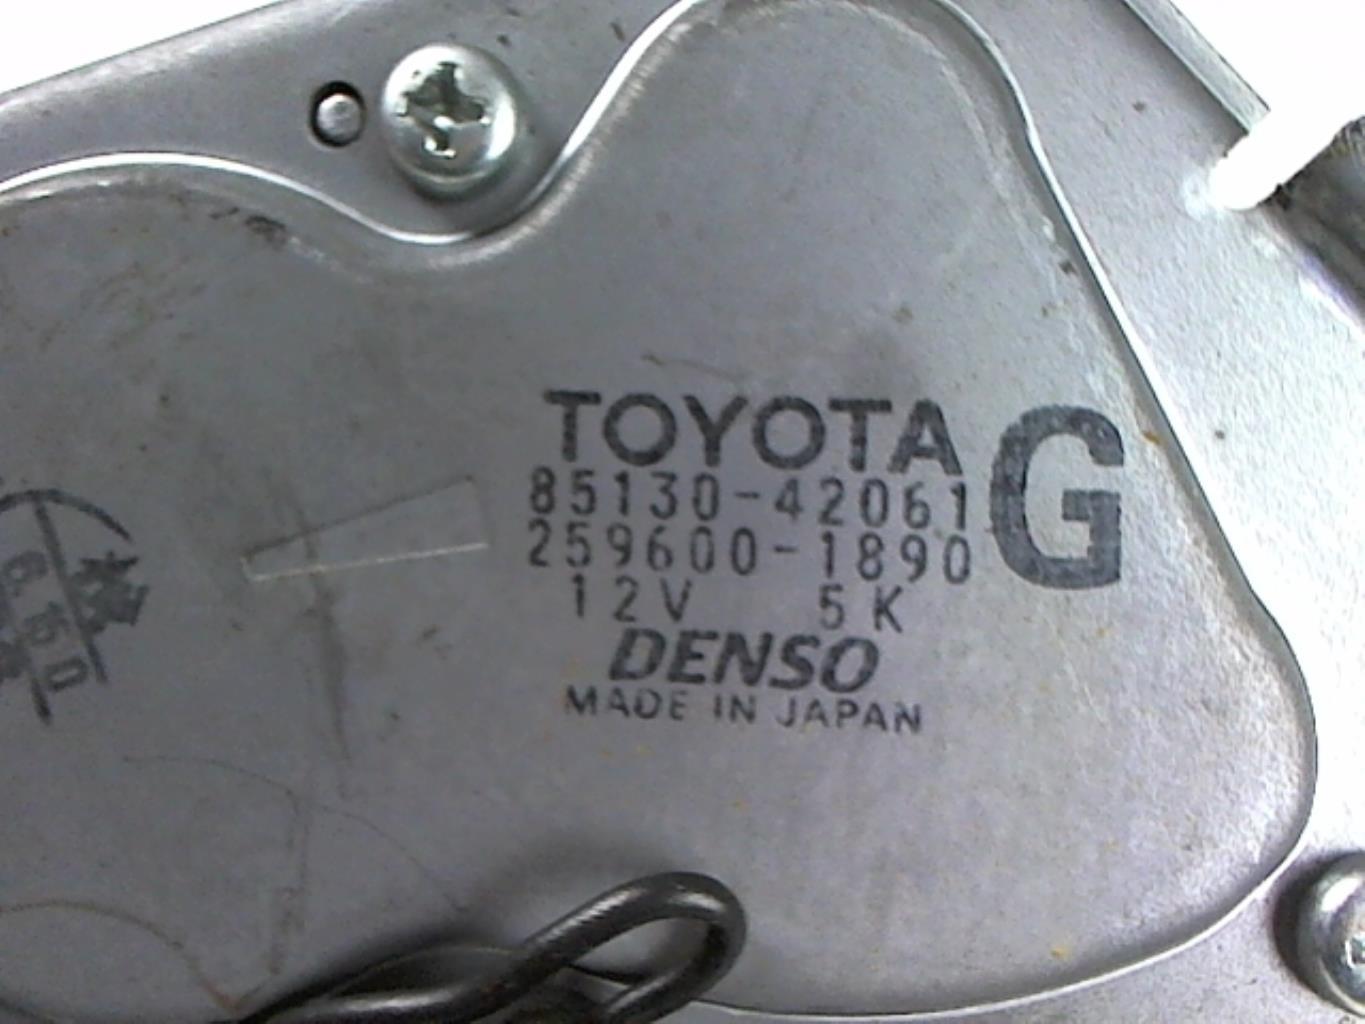 TOYOTA
G
85130-42061
259600-1890
12V 5K
DENSO
MADE IN JAPAN